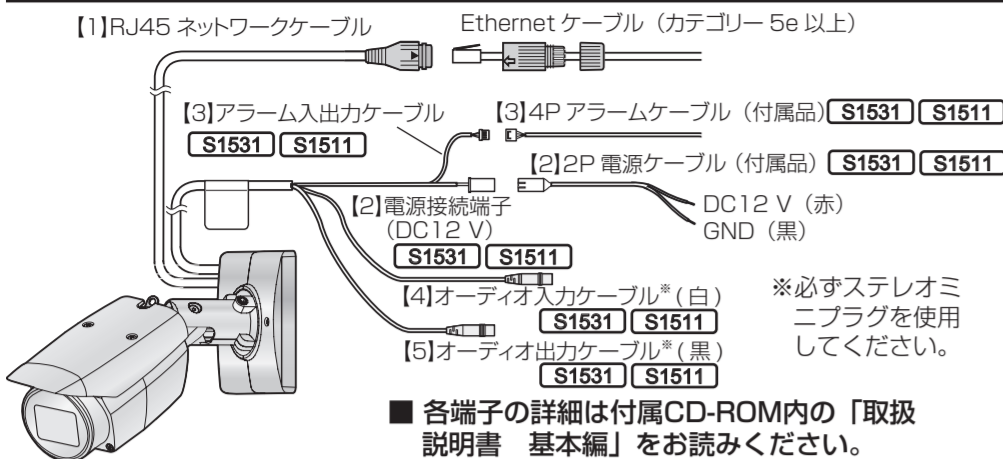 【1】RJ45 ネットワークケーブル
Ethernet ケーブル（カテゴリー 5e 以上）
【3】アラーム入出力ケーブル
S1531 S1511
【3】4P アラームケーブル（付属品） S1531 S1511
【2】2P 電源ケーブル（付属品） S1531 S1511
DC12 V（赤）
GND（黒）
【2】電源接続端子
（DC12 V）
S1531 S1511
【4】オーディオ入力ケーブル※(白)
S1531 S1511
【5】オーディオ出力ケーブル※(黒)
S1531 S1511
※必ずステレオミ
ニプラグを使用
してください。
■ 各端子の詳細は付属CD-ROM内の「取扱
説明書　基本編」をお読みください。